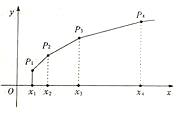 y
P₄
P₃
P₂
P₁
O
x₁
x₂
x₃
x₄
x